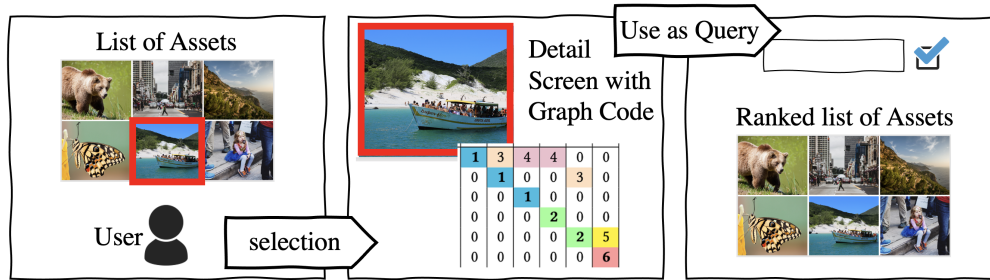 List of Assets
User
selection
Detail
Screen with
Graph Code
1 3 4 4 0 0
0 1 0 0 3 0
0 0 1 0 0 0
0 0 0 2 0 0
0 0 0 0 2 5
0 0 0 0 0 6
Use as Query
Ranked list of Assets